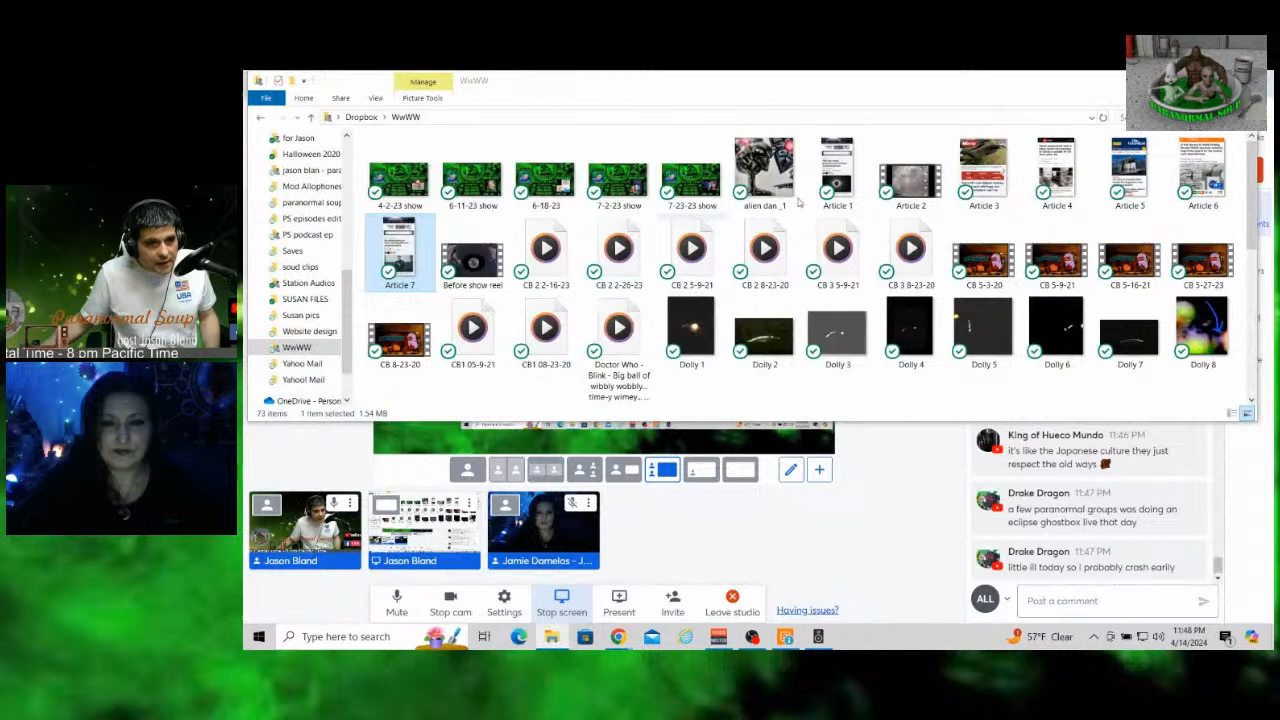 Manage
WwWW
File
Home
Share
View
Picture Tools
Dropbox
WwWW
PARANORMAL SOUP
for Jason
Halloween 2020
jason blan - para
Mod Allophones
paranormal soup
PS episodes edit
PS podcast ep
Saves
soud clips
Station Audios
SUSAN FILES
Susan pics
Website design
WwWW
Yahoo Mail
Yahoo! Mail
OneDrive - Person
4-2-23 show
6-11-23 show
6-18-23
7-2-23 show
7-23-23 show
alien dan _1
Article 1
Article 2
Article 3
Article 4
Article 5
Article 6
Article 7
Before show reel
CB 2 2-16-23
CB 2 2-26-23
CB 2 5-9-21
CB 2 8-23-20
CB 3 5-9-21
CB 3 8-23-20
CB 5-3-20
CB 5-9-21
CB 5-16-21
CB 5-27-23
CB 8-23-20
CB1 05-9-21
CB1 08-23-20
Doctor Who -
Blink - Big ball of
wibbly wobbly...
time-y wimey... ...
Dolly 1
Dolly 2
Dolly 3
Dolly 4
Dolly 5
Dolly 6
Dolly 7
Dolly 8
73 items
1 item selected
1.54 MB
USA
Paranormal Soup
host Jason Bland
tal Time - 8 pm Pacific Time
King of Hueco Mundo
11:46 PM
it's like the Japanese culture they just
respect the old ways
Drake Dragon
11:47 PM
a few paranormal groups was doing an
eclipse ghostbox live that day
Drake Dragon
11:47 PM
little ill today so i probably crash earily
Jason Bland
Jason Bland
Jamie Damelos - J...
Mute
Stop cam
Settings
Stop screen
Present
Invite
Leave studio
Having issues?
ALL
Post a comment
Type here to search
57°F Clear
11:48 PM
4/14/2024